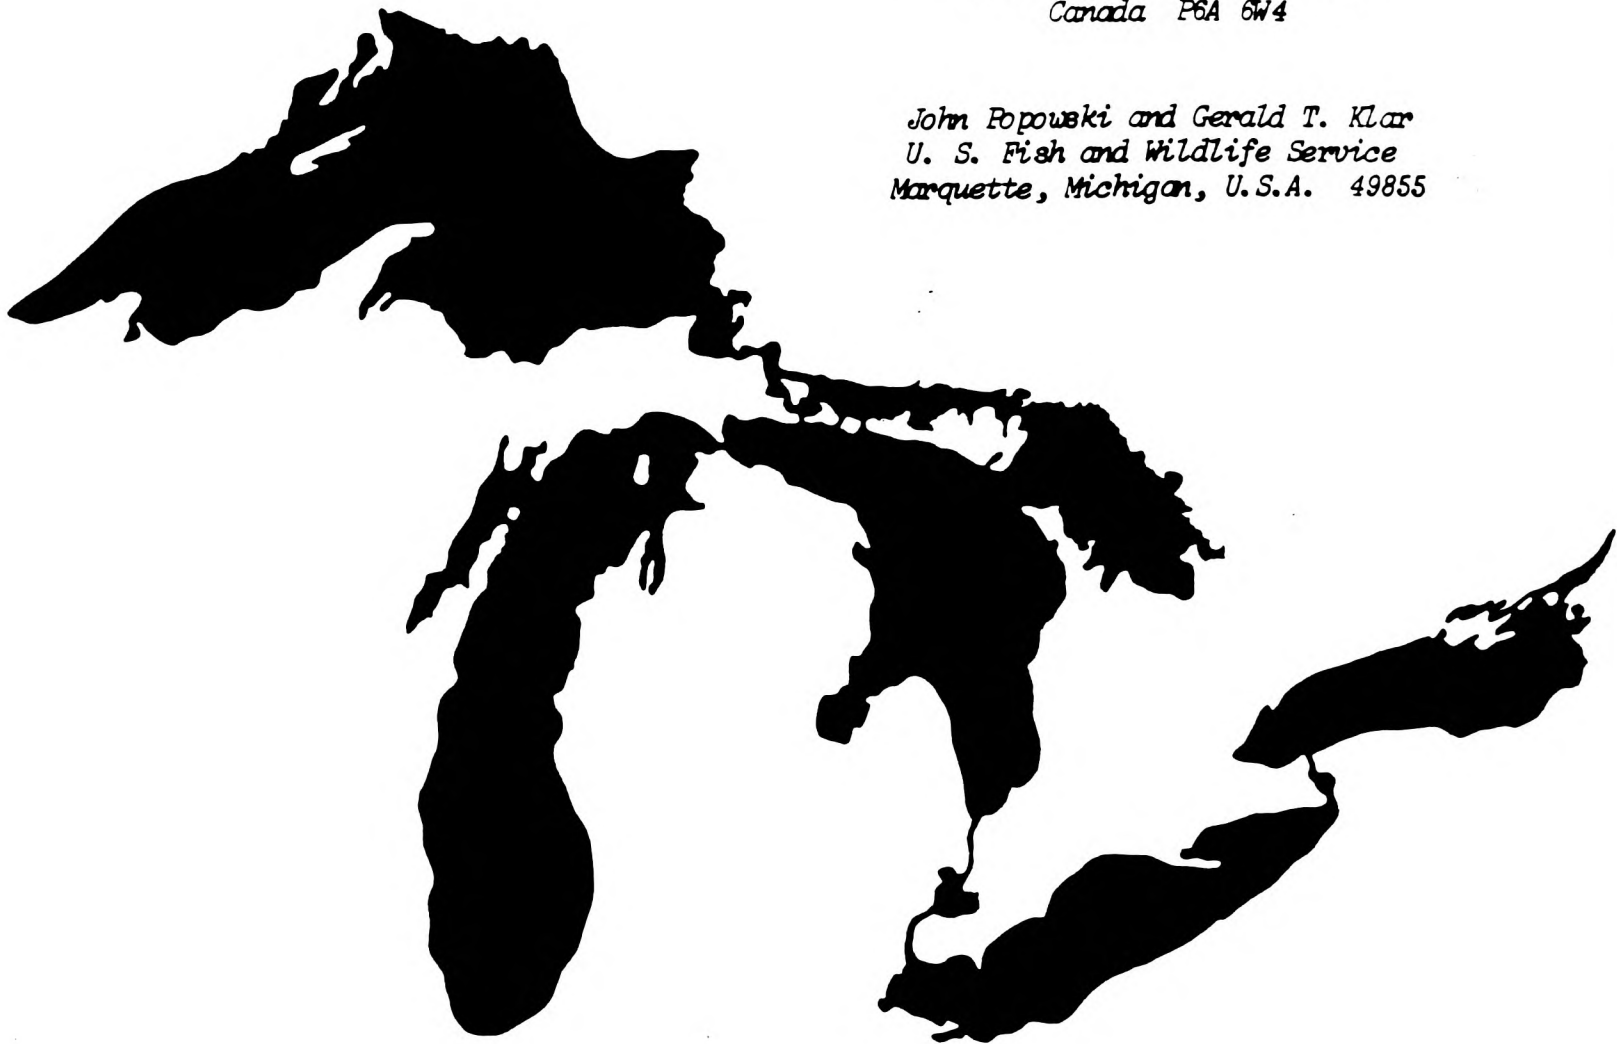 Canada P6A 6W4
John Popowski and Gerald T. Klar
U. S. Fish and Wildlife Service
Marquette, Michigan, U.S.A. 49855